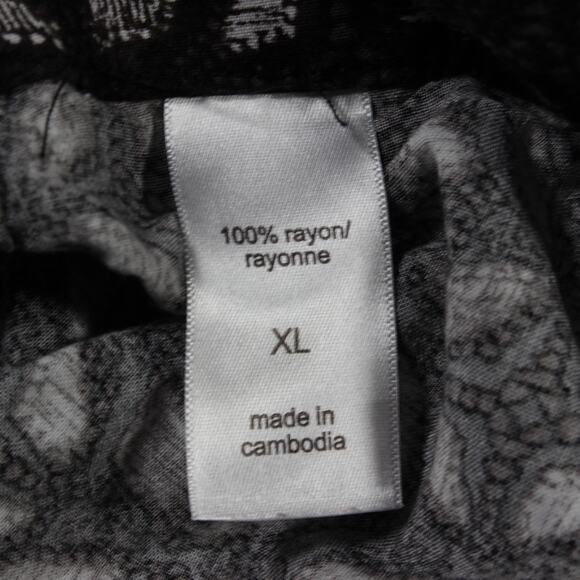 100% rayon/
rayonne
XL
made in
cambodia